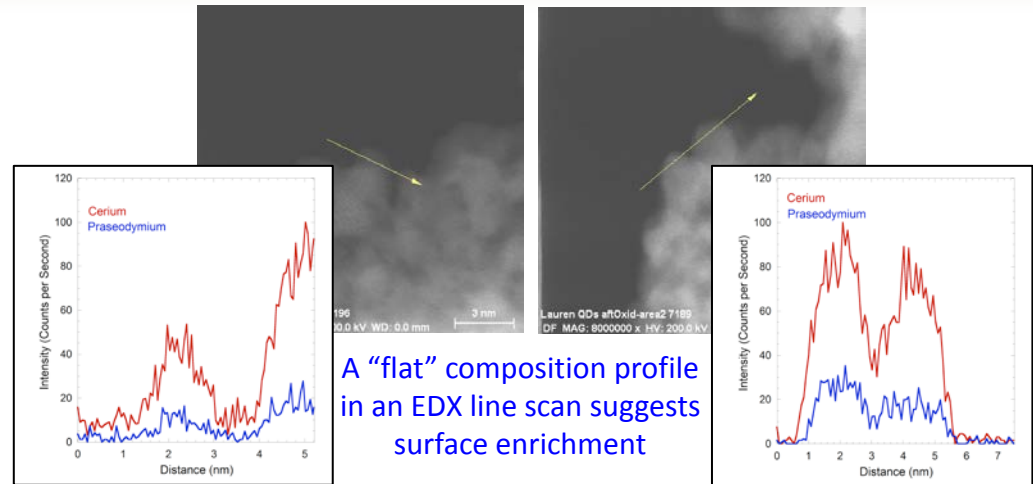 196
00.0 kV WD: 0.0 mm
3 nm
Lauren QDs aftOxid-area2 7189
DF MAG: 8000000 x HV: 200.0 kV
120
100
80
60
40
20
0
Intensity (Counts per Second)
Cerium
Praseodymium
0 1 2 3 4 5
Distance (nm)
A “flat” composition profile
in an EDX line scan suggests
surface enrichment
120
100
80
60
40
20
0
Intensity (Counts per Second)
Cerium
Praseodymium
0 1 2 3 4 5 6 7
Distance (nm)